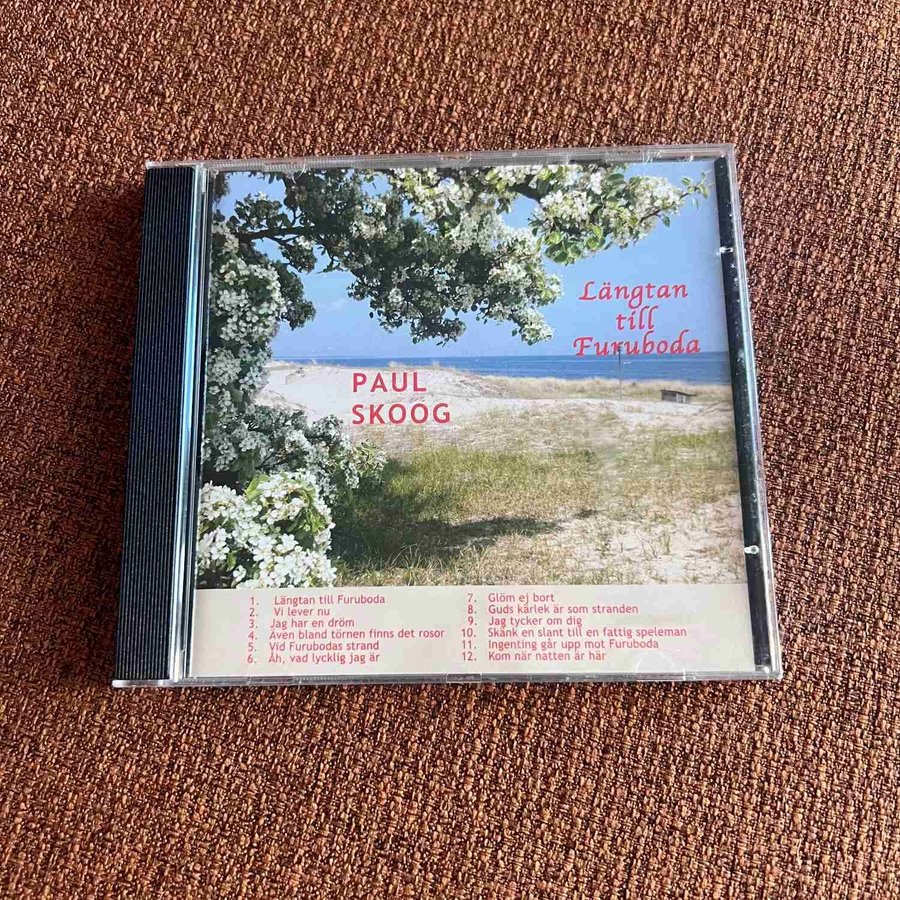 Längtan
till
Furuboda
PAUL
SKOOG
1. Längtan till Furuboda
2. Vi lever nu
3. Jag har en dröm
4. Även bland törnen finns det rosor
5. Vid Furubodas strand
6. Åh, vad lycklig jag är
7. Glöm ej bort
8. Guds kärlek är som stranden
9. Jag tycker om dig
10. Skänk en slant till en fattig speleman
11. Ingenting går upp mot Furuboda
12. Kom när natten är här